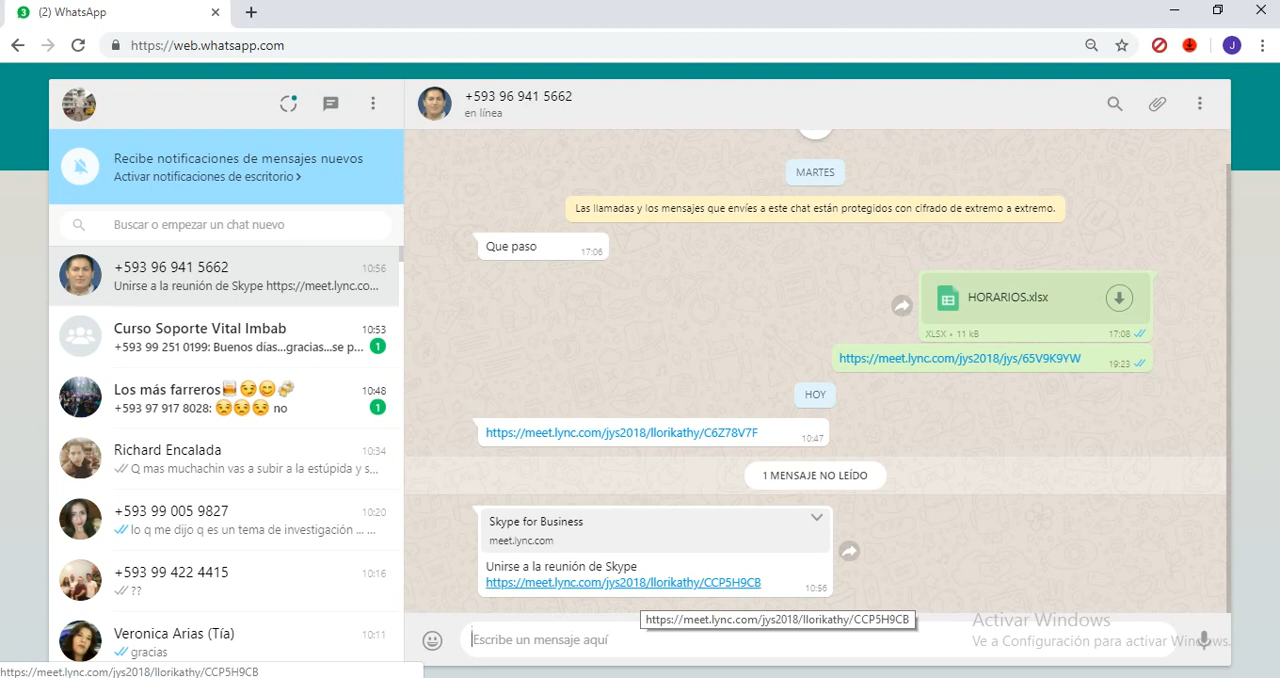 3
(2) WhatsApp
https://web.whatsapp.com
J
+593 96 941 5662
en línea
Recibe notificaciones de mensajes nuevos
Activar notificaciones de escritorio >
Buscar o empezar un chat nuevo
+593 96 941 5662
10:56
Unirse a la reunión de Skype https://meet.lync.co...
Curso Soporte Vital Imbab
10:53
+593 99 251 0199: Buenos dias...gracias...se p...
1
Los más farreros🍺😏😊🍻
10:48
+593 97 917 8028: 😒😒😒 no
1
Richard Encalada
10:34
Q mas muchachin vas a subir a la estúpida y s...
+593 99 005 9827
10:20
lo q me dijo q es un tema de investigación ... ...
+593 99 422 4415
10:16
??
Veronica Arias (Tía)
10:11
gracias
MARTES
Las llamadas y los mensajes que envíes a este chat están protegidos con cifrado de extremo a extremo.
Que paso
17:06
HORARIOS.xlsx
XLSX • 11 kB
17:08
https://meet.lync.com/jys2018/jys/65V9K9YW
19:23
HOY
https://meet.lync.com/jys2018/llorikathy/C6Z78V7F
10:47
1 MENSAJE NO LEÍDO
Skype for Business
meet.lync.com
Unirse a la reunión de Skype
https://meet.lync.com/jys2018/llorikathy/CCP5H9CB
10:56
https://meet.lync.com/jys2018/llorikathy/CCP5H9CB
Escribe un mensaje aquí
Activar Windows
Ve a Configuración para activar Windows.
https://meet.lync.com/jys2018/llorikathy/CCP5H9CB